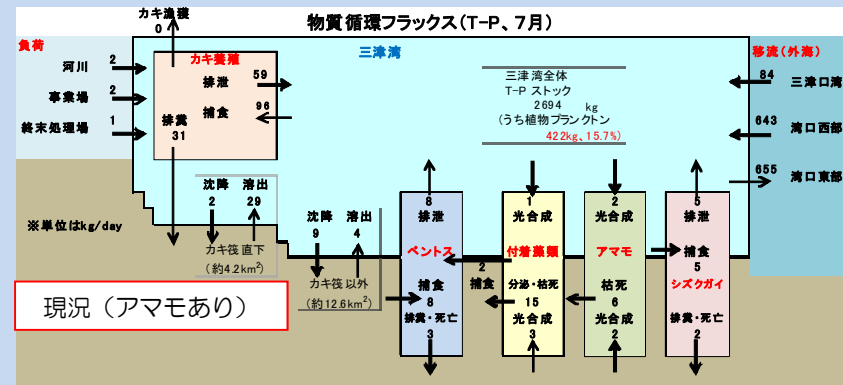 物質循環フラックス(T-P、7月)
カキ漁獲
0
負荷
河川 2
事業場 2
終末処理場 1
カキ養殖
排泄 59
捕食 96
排糞
31
三津湾
三津湾全体
T-P ストック
2694 kg
(うち植物プランクトン
422kg、15.7%)
移流(外海)
84 三津口湾
643 湾口西部
655 湾口東部
※単位はkg/day
沈降 溶出
2 29
カキ筏直下
(約4.2km²)
沈降 溶出
9 4
カキ筏以外
(約12.6km²)
現況(アマモあり)
8
排泄
ベントス
捕食
8
排糞・死亡
3
2
捕食
1
光合成
付着藻類
分泌・枯死
15
光合成
3
2
光合成
アマモ
枯死
6
光合成
2
5
排泄
捕食
5
シズクガイ
排糞・死亡
2